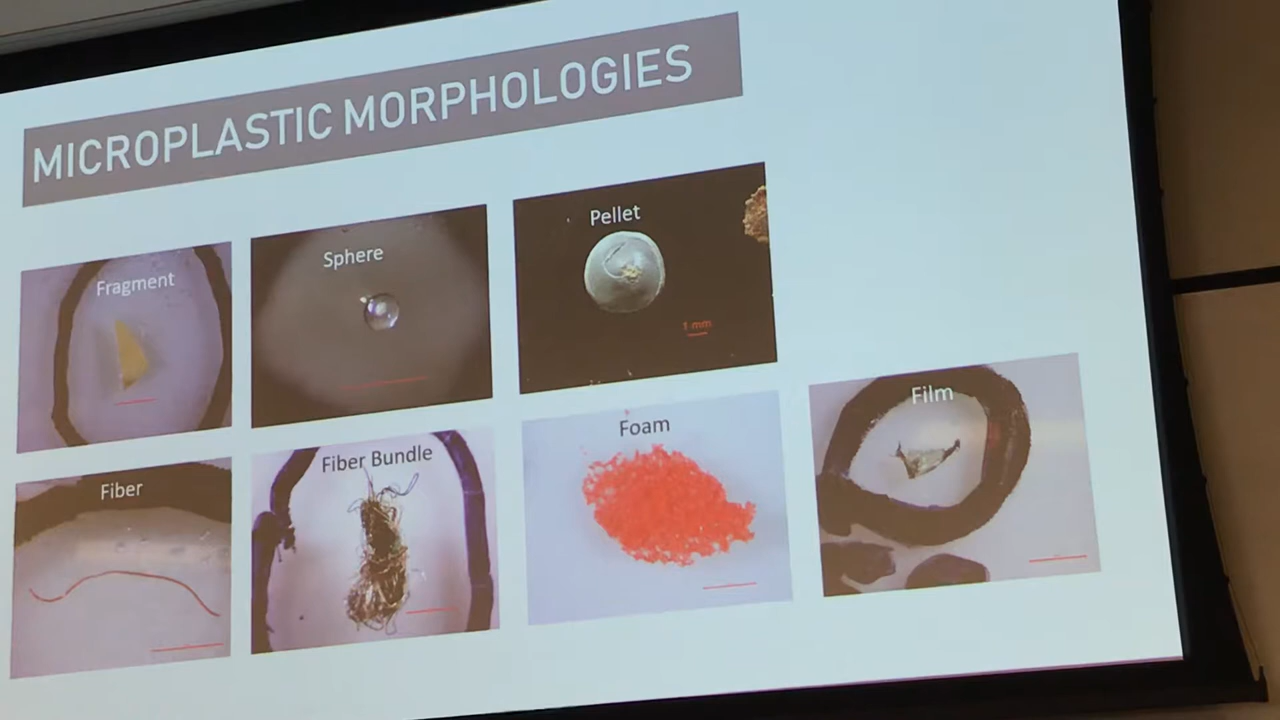 MICROPLASTIC MORPHOLOGIES
Fragment
Sphere
Pellet
1 mm
Fiber
Fiber Bundle
Foam
Film